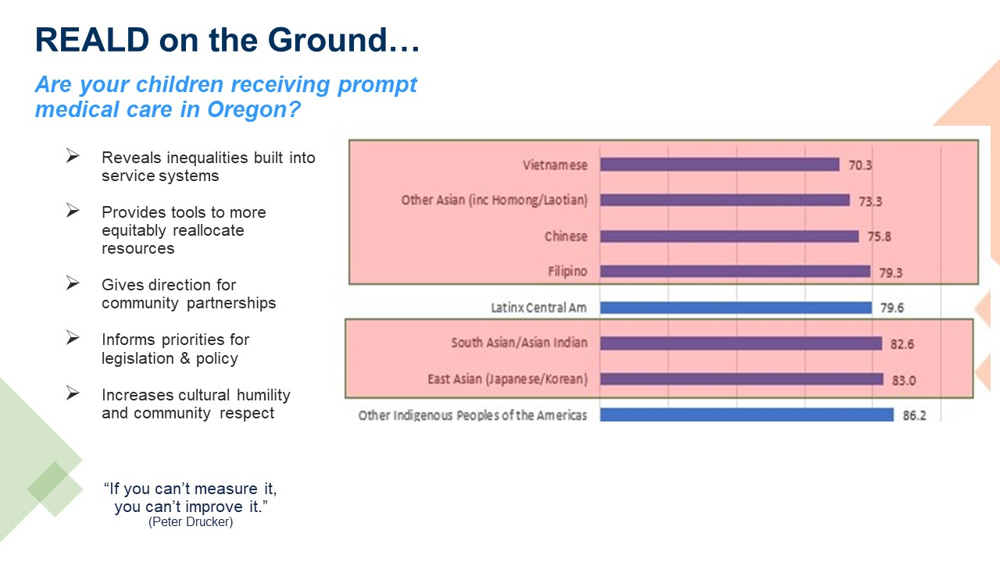 REALD on the Ground…
Are your children receiving prompt
medical care in Oregon?
➢ Reveals inequalities built into
service systems
➢ Provides tools to more
equitably reallocate
resources
➢ Gives direction for
community partnerships
➢ Informs priorities for
legislation & policy
➢ Increases cultural humility
and community respect
“If you can’t measure it,
you can’t improve it.”
(Peter Drucker)
Vietnamese 70.3
Other Asian (inc Homong/Laotian) 73.3
Chinese 75.8
Filipino 79.3
Latinx Central Am 79.6
South Asian/Asian Indian 82.6
East Asian (Japanese/Korean) 83.0
Other Indigenous Peoples of the Americas 86.2